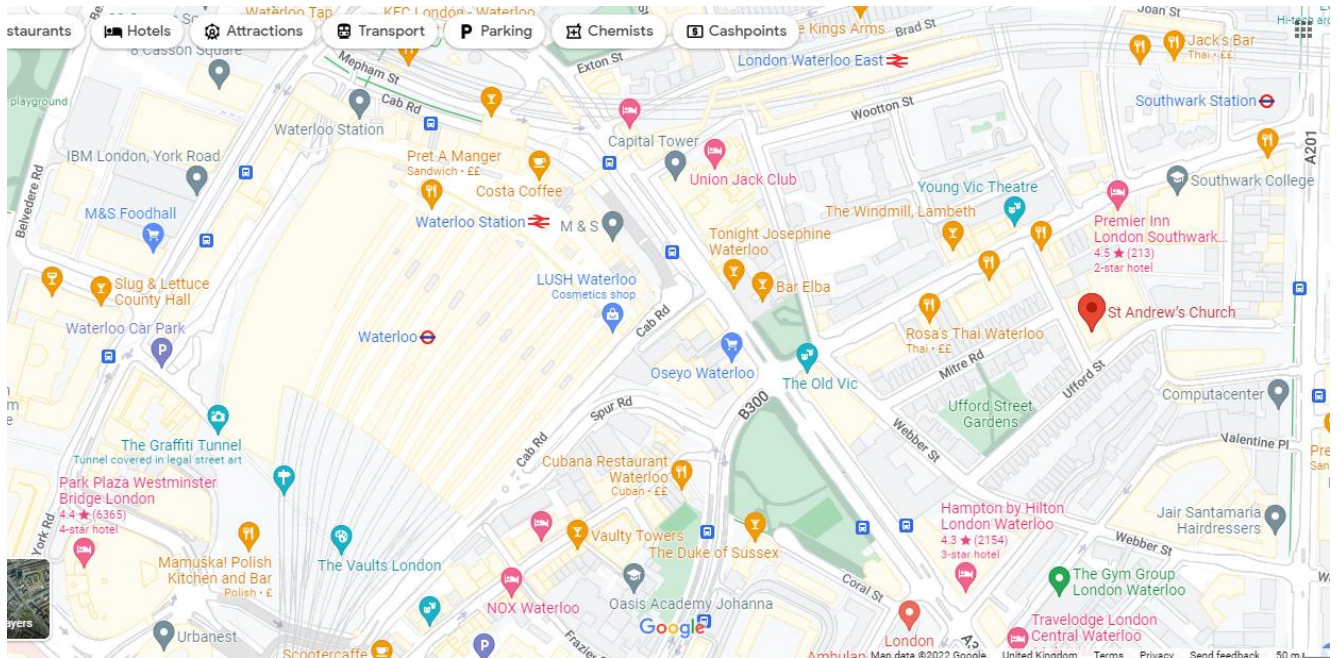 Waterloo Tap
KFC London - Waterloo
Joan St
staurants
Hotels
Attractions
Transport
Parking
Chemists
Cashpoints
e Kings Arms
Brad St
8 Casson Square
Exton St
London Waterloo East
Jack's Bar
Thai • ££
Mepham St
playground
Cab Rd
Wootton St
Southwark Station
Waterloo Station
A201
Capital Tower
IBM London, York Road
Pret A Manger
Sandwich • ££
Costa Coffee
Union Jack Club
Southwark College
Belvedere Rd
Young Vic Theatre
M&S Foodhall
Waterloo Station
M & S
The Windmill, Lambeth
Premier Inn
London Southwark...
4.5 ★ (213)
2-star hotel
Tonight Josephine
Waterloo
Slug & Lettuce
County Hall
LUSH Waterloo
Cosmetics shop
Bar Elba
St Andrew's Church
Waterloo Car Park
Cab Rd
Waterloo
Rosa's Thai Waterloo
Thai • ££
Mitre Rd
Oseyo Waterloo
The Old Vic
Ufford St
Ufford Street
Gardens
Computacenter
Spur Rd
B300
Webber St
Valentine Pl
The Graffiti Tunnel
Tunnel covered in legal street art
Cab Rd
Cubana Restaurant
Waterloo
Cuban • ££
Park Plaza Westminster
Bridge London
4.4 ★ (6365)
4-star hotel
York Rd
Hampton by Hilton
London Waterloo
4.3 ★ (2154)
3-star hotel
Jair Santamaria
Hairdressers
Vaulty Towers
The Duke of Sussex
Webber St
Mamuśka! Polish
Kitchen and Bar
Polish • £
The Vaults London
Coral St
The Gym Group
London Waterloo
NOX Waterloo
Oasis Academy Johanna
Travelodge London
Central Waterloo
ayers
Urbanest
Google
London
Scootercaffe
Frazier
Map data ©2022 Google
United Kingdom
Terms
Privacy
Send feedback
50 m